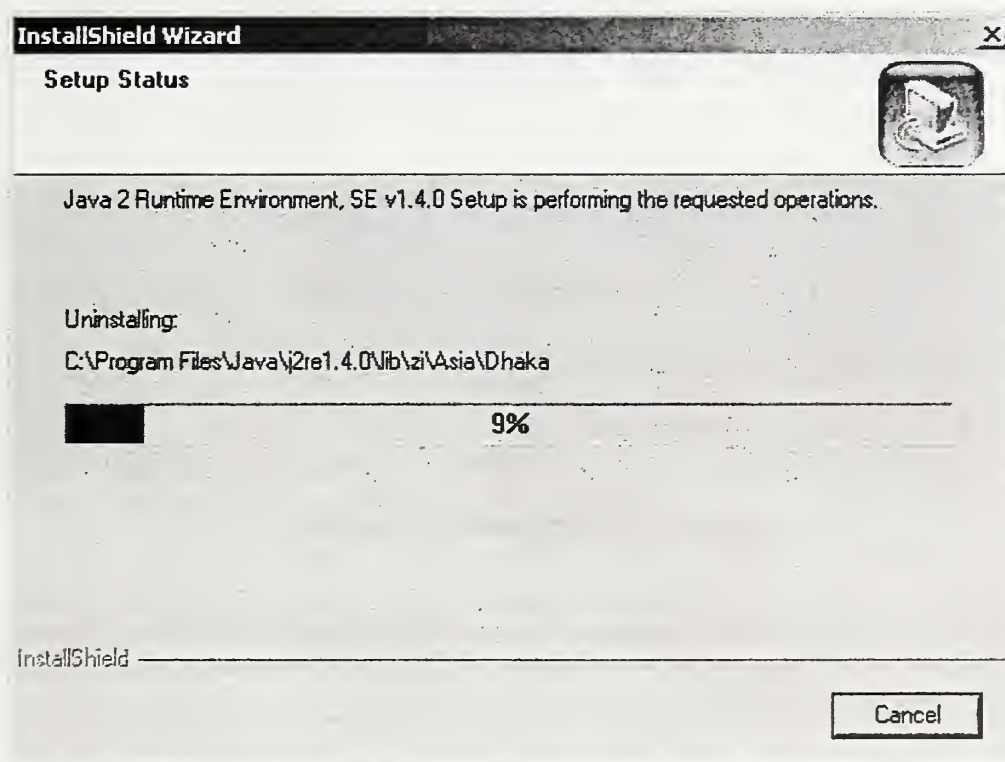 InstallShield Wizard
Setup Status
Java 2 Runtime Environment, SE v1.4.0 Setup is performing the requested operations.
Uninstalling:
C:\Program Files\Java\j2re1.4.0\lib\zi\Asia\Dhaka
9%
InstallShield
Cancel